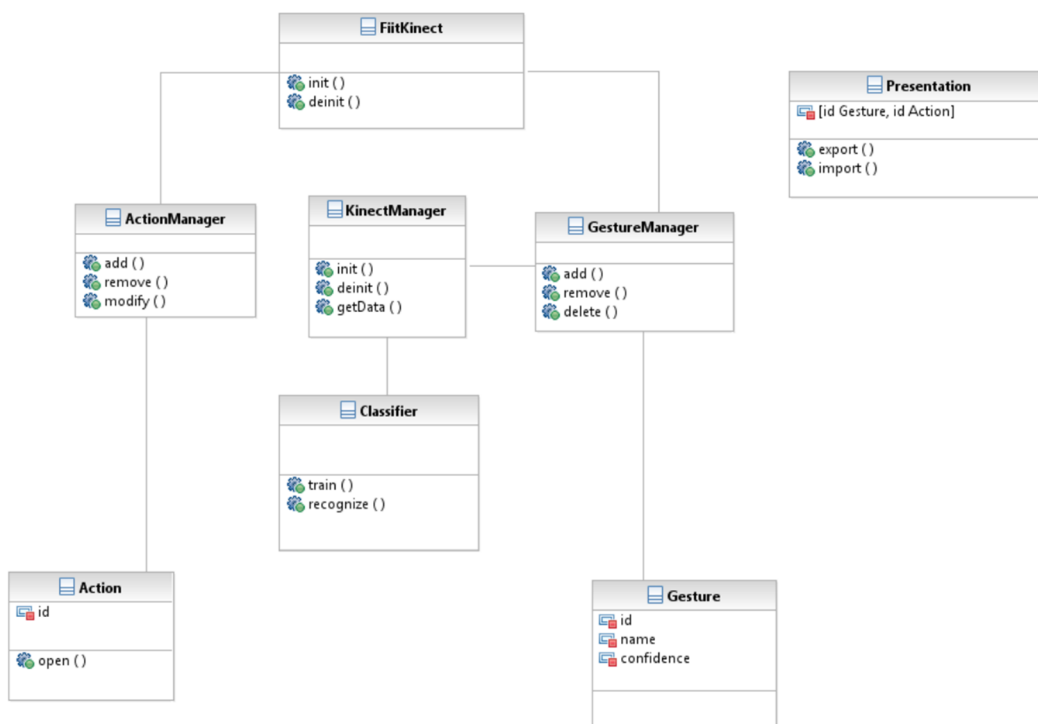 FiitKinect
init ( )
deinit ( )
Presentation
[id Gesture, id Action]
export ( )
import ( )
ActionManager
add ( )
remove ( )
modify ( )
KinectManager
init ( )
deinit ( )
getData ( )
GestureManager
add ( )
remove ( )
delete ( )
Classifier
train ( )
recognize ( )
Action
id
open ( )
Gesture
id
name
confidence